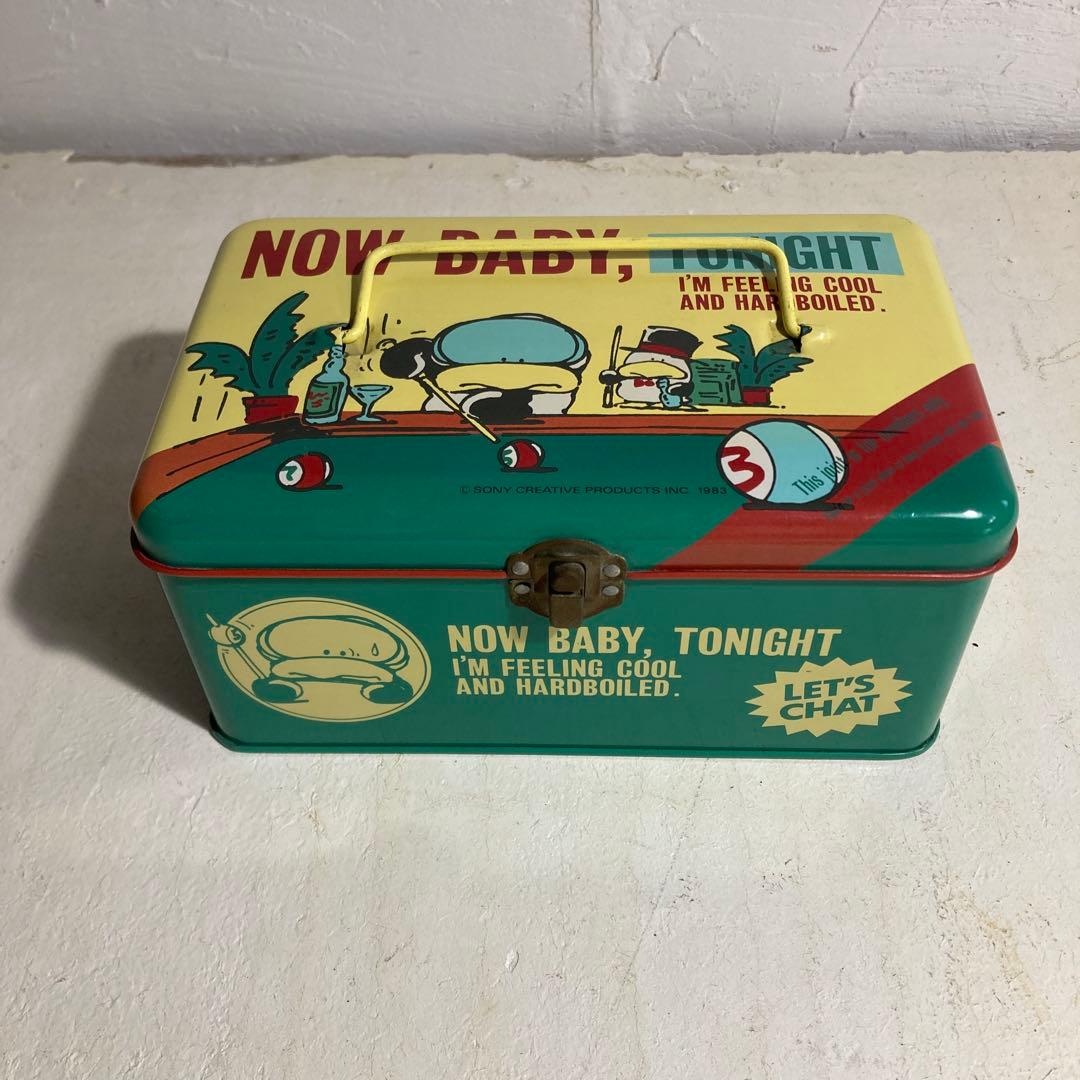 NOW BABY, TONIGHT
I'M FEELING COOL
AND HARDBOILED.
3
© SONY CREATIVE PRODUCTS INC. 1983
NOW BABY, TONIGHT
I'M FEELING COOL
AND HARDBOILED.
LET'S
CHAT